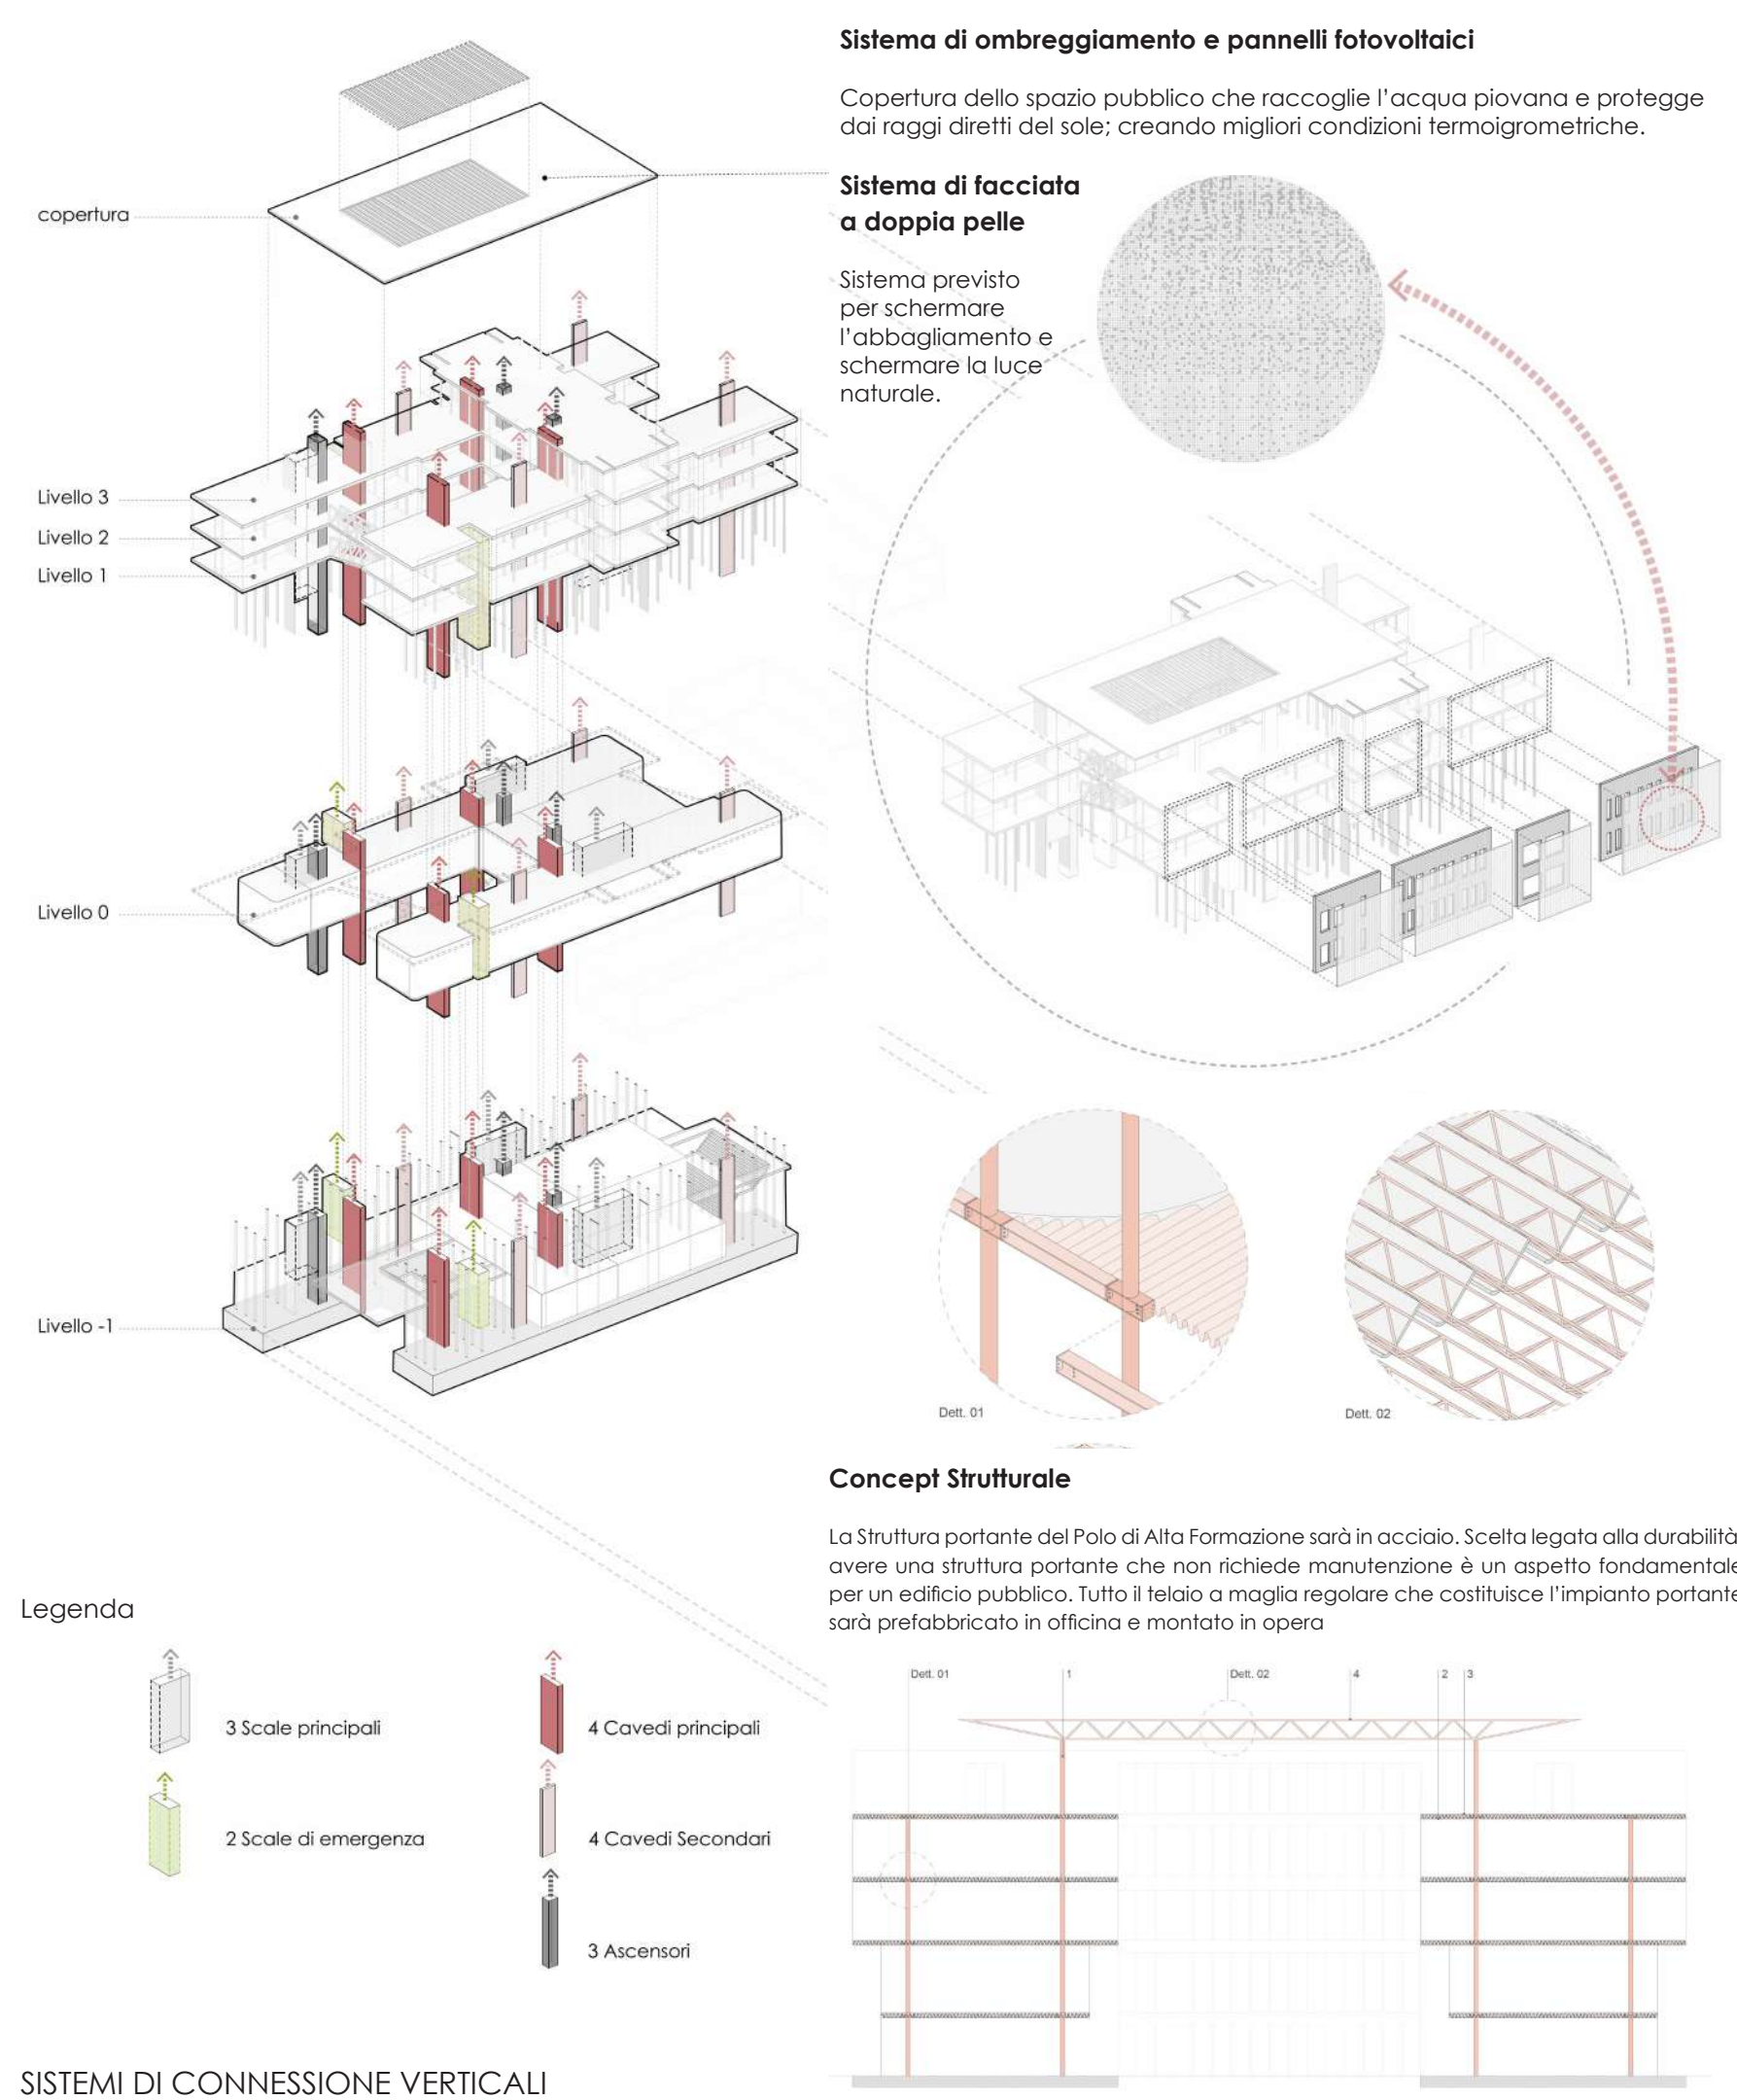 Sistema di ombreggiamento e pannelli fotovoltaici
Copertura dello spazio pubblico che raccoglie l'acqua piovana e protegge
dai raggi diretti del sole; creando migliori condizioni termoigrometriche.
Sistema di facciata
a doppia pelle
Sistema previsto
per schermare
l'abbagliamento e
schermare la luce
naturale.
copertura
Livello 3
Livello 2
Livello 1
Livello 0
Livello -1
Dett. 01
Dett. 02
Concept Strutturale
La Struttura portante del Polo di Alta Formazione sarà in acciaio. Scelta legata alla durabilità
avere una struttura portante che non richiede manutenzione è un aspetto fondamentale
per un edificio pubblico. Tutto il telaio a maglia regolare che costituisce l'impianto portante
sarà prefabbricato in officina e montato in opera
Legenda
3 Scale principali
4 Cavedi principali
2 Scale di emergenza
4 Cavedi Secondari
3 Ascensori
Dett. 01
1
Dett. 02
4
2
3
SISTEMI DI CONNESSIONE VERTICALI